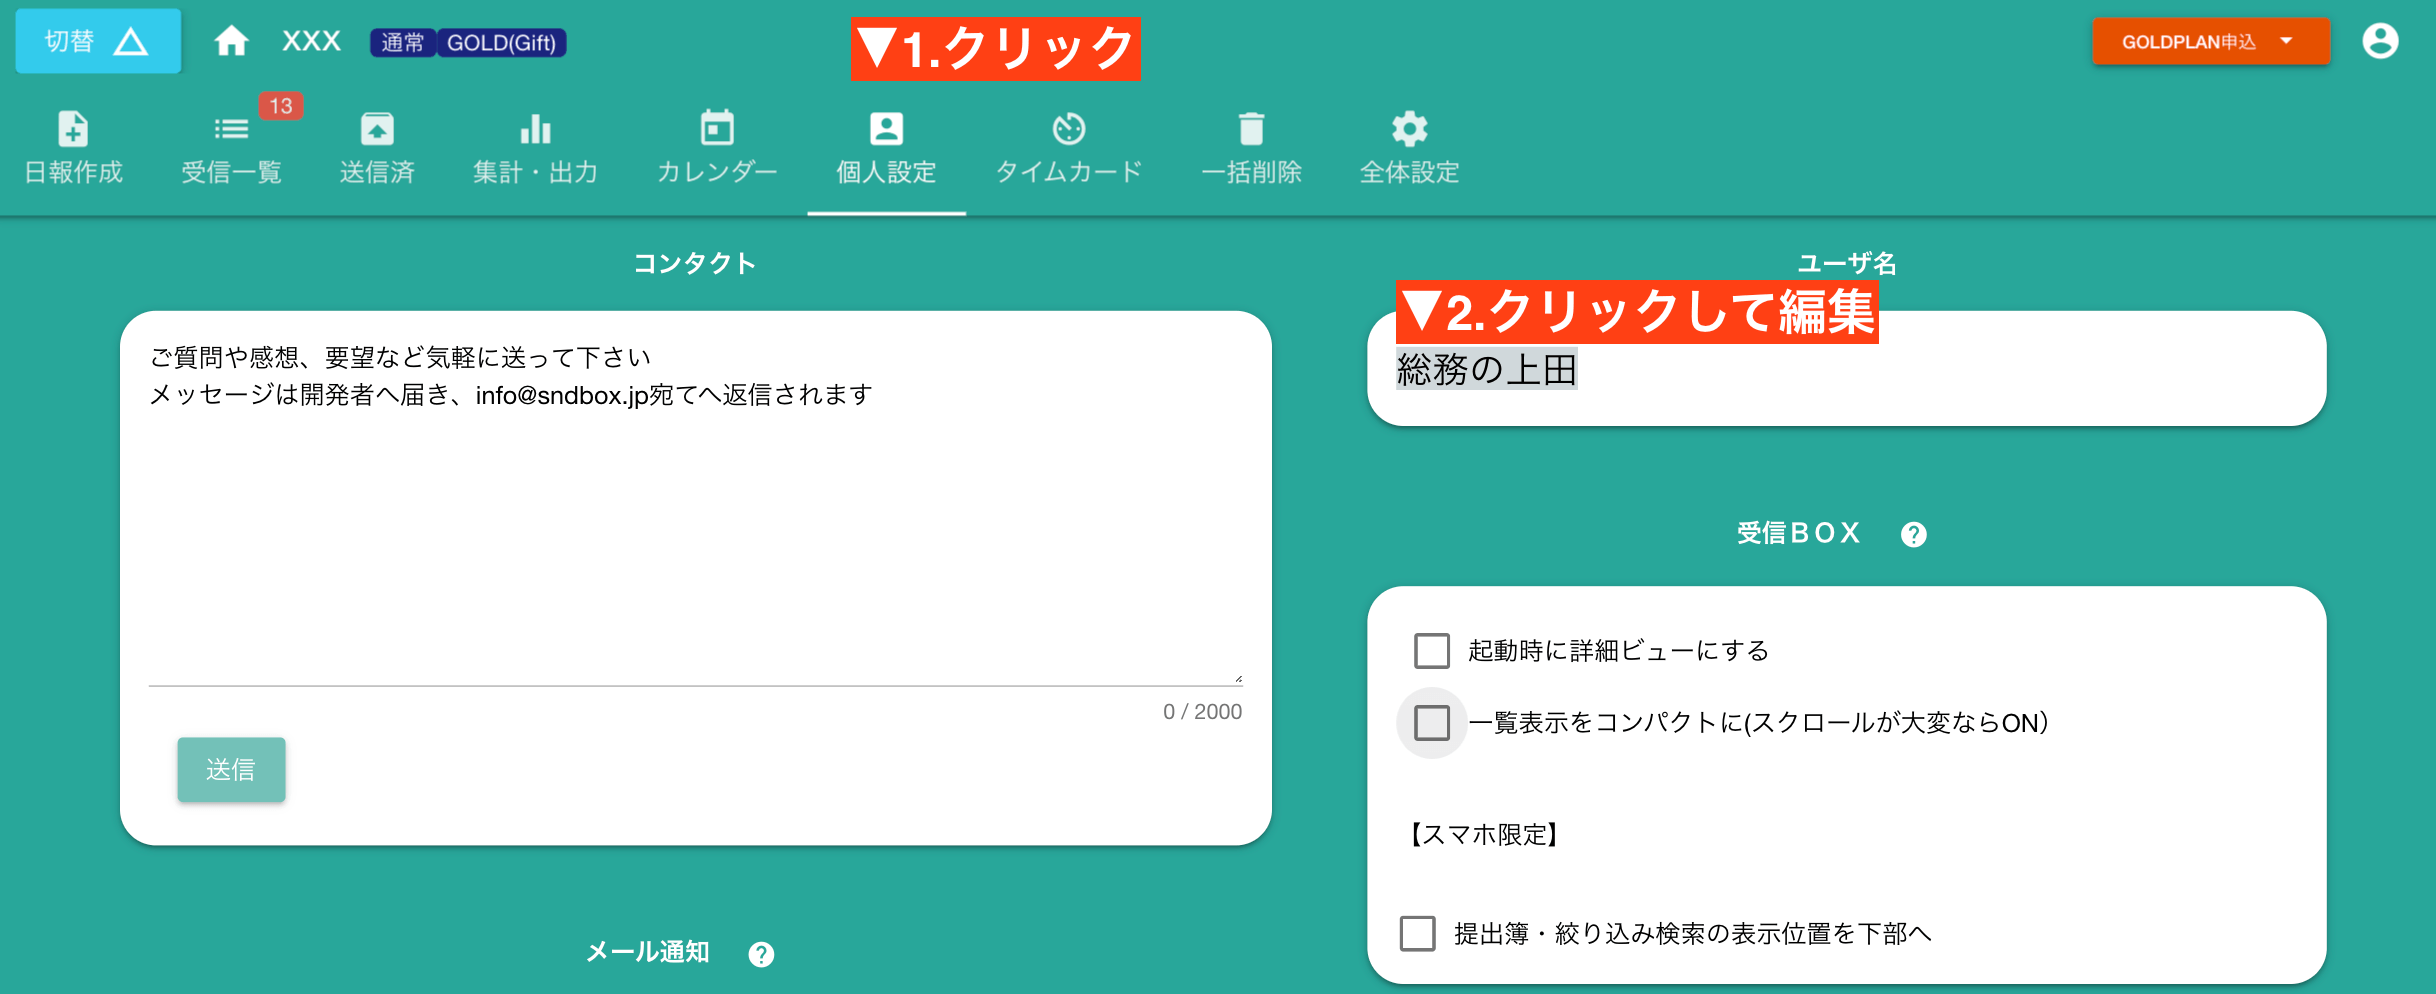 切替
XXX
通常 GOLD(Gift)
▼1.クリック
GOLDPLAN申込
13
日報作成
受信一覧
送信済
集計・出力
カレンダー
個人設定
タイムカード
一括削除
全体設定
コンタクト
ご質問や感想、要望など気軽に送って下さい
メッセージは開発者へ届き、info@sndbox.jp宛てへ返信されます
0 / 2000
送信
メール通知
ユーザ名
▼2.クリックして編集
総務の上田
受信ＢＯＸ
起動時に詳細ビューにする
一覧表示をコンパクトに(スクロールが大変ならON）
【スマホ限定】
提出簿・絞り込み検索の表示位置を下部へ